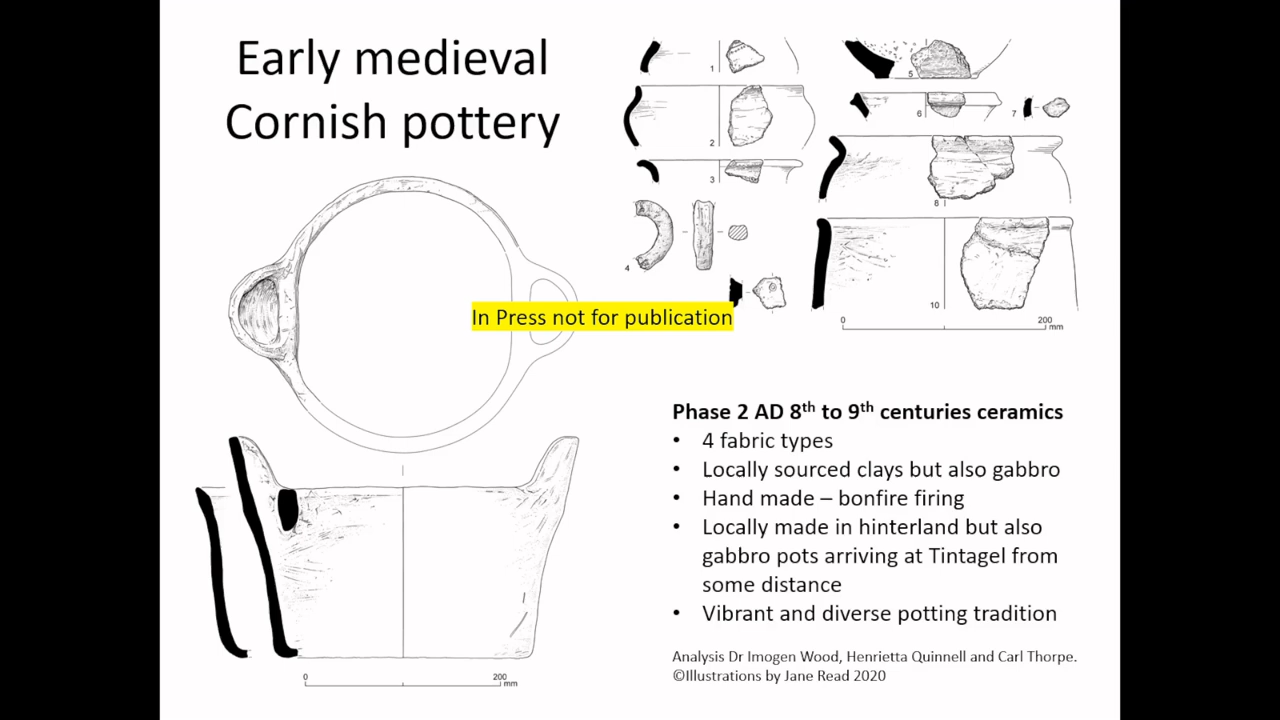 Early medieval
Cornish pottery
1
2
3
4
5
6
7
8
10
0
200
mm
In Press not for publication
Phase 2 AD 8th to 9th centuries ceramics
• 4 fabric types
• Locally sourced clays but also gabbro
• Hand made – bonfire firing
• Locally made in hinterland but also
gabbro pots arriving at Tintagel from
some distance
• Vibrant and diverse potting tradition
Analysis Dr Imogen Wood, Henrietta Quinnell and Carl Thorpe.
©Illustrations by Jane Read 2020
0
200
mm